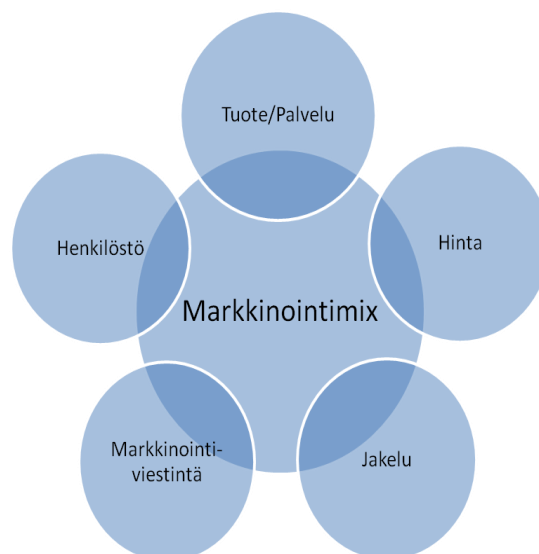 Tuote/Palvelu
Henkilöstö
Hinta
Markkinointimix
Markkinointi-
viestintä
Jakelu